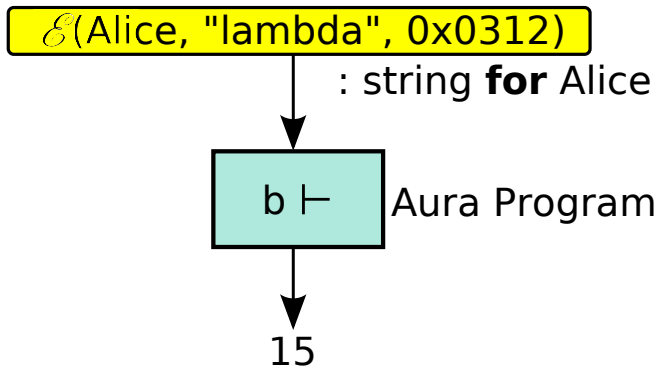 ℰ(Alice, "lambda", 0x0312)
: string for Alice
b ⊢ Aura Program
15